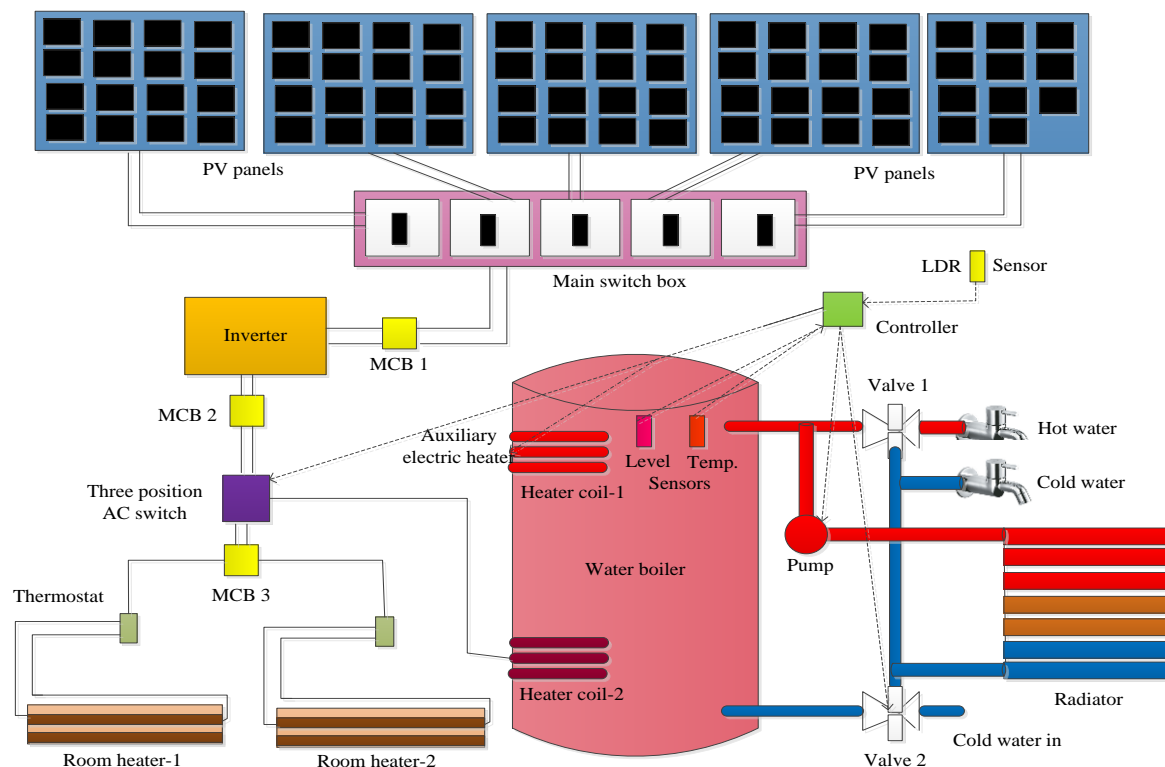 PV panels
PV panels
Main switch box
LDR
Sensor
Controller
Inverter
MCB 1
MCB 2
Valve 1
Hot water
Auxiliary
electric heater
Level
Temp.
Sensors
Heater coil-1
Cold water
Three position
AC switch
Water boiler
Pump
MCB 3
Thermostat
Heater coil-2
Radiator
Room heater-1
Room heater-2
Valve 2
Cold water in